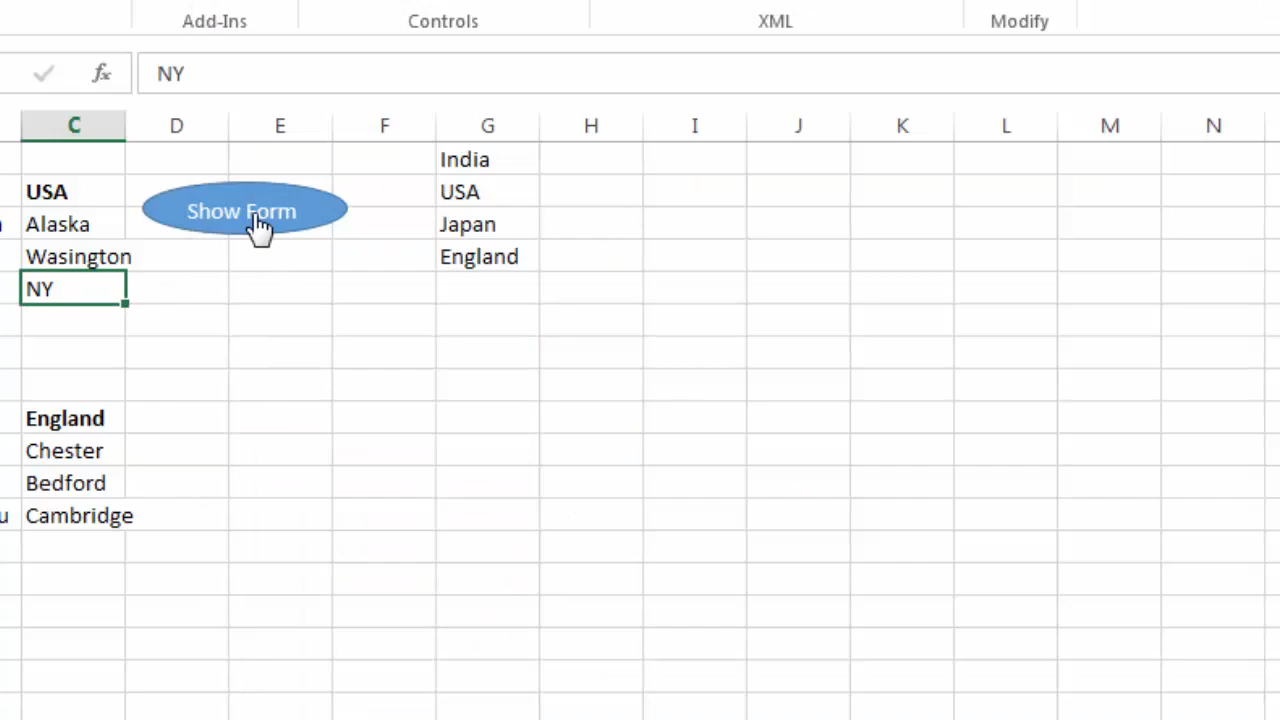 Add-Ins Controls XML Modify
fx NY
C D E F G H I J K L M N
India
USA USA
Alaska Show Form Japan
Wasington England
NY
England
Chester
Bedford
u Cambridge